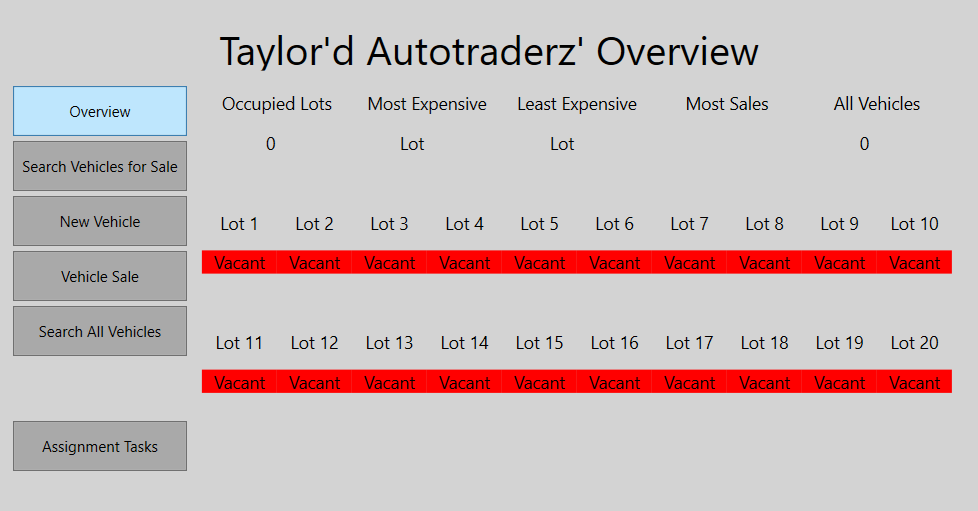 Taylor'd Autotraderz' Overview
Overview
Search Vehicles for Sale
New Vehicle
Vehicle Sale
Search All Vehicles
Assignment Tasks
Occupied Lots Most Expensive Least Expensive Most Sales All Vehicles
0 Lot Lot 0
Lot 1 Lot 2 Lot 3 Lot 4 Lot 5 Lot 6 Lot 7 Lot 8 Lot 9 Lot 10
Vacant Vacant Vacant Vacant Vacant Vacant Vacant Vacant Vacant Vacant
Lot 11 Lot 12 Lot 13 Lot 14 Lot 15 Lot 16 Lot 17 Lot 18 Lot 19 Lot 20
Vacant Vacant Vacant Vacant Vacant Vacant Vacant Vacant Vacant Vacant